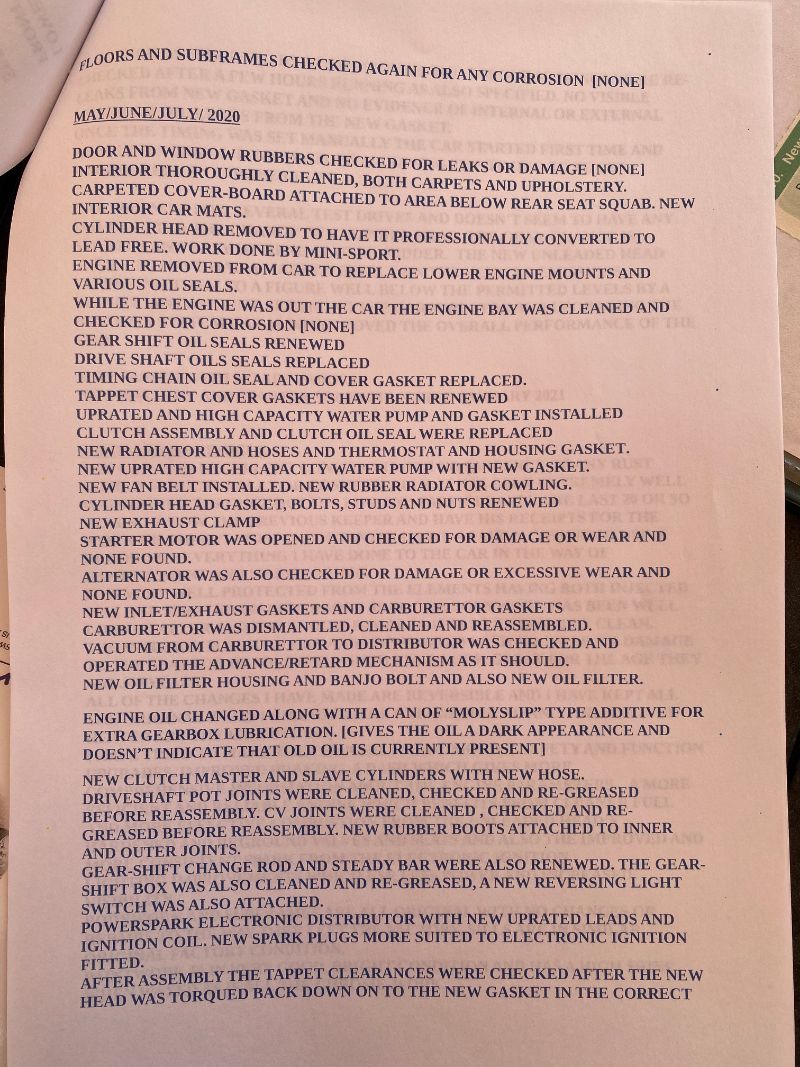 FLOORS AND SUBFRAMES CHECKED AGAIN FOR ANY CORROSION [NONE]
MAY/JUNE/JULY/ 2020
DOOR AND WINDOW RUBBERS CHECKED FOR LEAKS OR DAMAGE [NONE]
INTERIOR THOROUGHLY CLEANED, BOTH CARPETS AND UPHOLSTERY.
CARPETED COVER-BOARD ATTACHED TO AREA BELOW REAR SEAT SQUAB. NEW
INTERIOR CAR MATS.
CYLINDER HEAD REMOVED TO HAVE IT PROFESSIONALLY CONVERTED TO
LEAD FREE. WORK DONE BY MINI-SPORT.
ENGINE REMOVED FROM CAR TO REPLACE LOWER ENGINE MOUNTS AND
VARIOUS OIL SEALS.
WHILE THE ENGINE WAS OUT THE CAR THE ENGINE BAY WAS CLEANED AND
CHECKED FOR CORROSION [NONE]
GEAR SHIFT OIL SEALS RENEWED
DRIVE SHAFT OILS SEALS REPLACED
TIMING CHAIN OIL SEAL AND COVER GASKET REPLACED.
TAPPET CHEST COVER GASKETS HAVE BEEN RENEWED
UPRATED AND HIGH CAPACITY WATER PUMP AND GASKET INSTALLED
CLUTCH ASSEMBLY AND CLUTCH OIL SEAL WERE REPLACED
NEW RADIATOR AND HOSES AND THERMOSTAT AND HOUSING GASKET.
NEW UPRATED HIGH CAPACITY WATER PUMP WITH NEW GASKET.
NEW FAN BELT INSTALLED. NEW RUBBER RADIATOR COWLING.
CYLINDER HEAD GASKET, BOLTS, STUDS AND NUTS RENEWED
NEW EXHAUST CLAMP
STARTER MOTOR WAS OPENED AND CHECKED FOR DAMAGE OR WEAR AND
NONE FOUND.
ALTERNATOR WAS ALSO CHECKED FOR DAMAGE OR EXCESSIVE WEAR AND
NONE FOUND.
NEW INLET/EXHAUST GASKETS AND CARBURETTOR GASKETS
CARBURETTOR WAS DISMANTLED, CLEANED AND REASSEMBLED.
VACUUM FROM CARBURETTOR TO DISTRIBUTOR WAS CHECKED AND
OPERATED THE ADVANCE/RETARD MECHANISM AS IT SHOULD.
NEW OIL FILTER HOUSING AND BANJO BOLT AND ALSO NEW OIL FILTER.
ENGINE OIL CHANGED ALONG WITH A CAN OF “MOLYSLIP” TYPE ADDITIVE FOR
EXTRA GEARBOX LUBRICATION. [GIVES THE OIL A DARK APPEARANCE AND
DOESN’T INDICATE THAT OLD OIL IS CURRENTLY PRESENT]
NEW CLUTCH MASTER AND SLAVE CYLINDERS WITH NEW HOSE.
DRIVESHAFT POT JOINTS WERE CLEANED, CHECKED AND RE-GREASED
BEFORE REASSEMBLY. CV JOINTS WERE CLEANED , CHECKED AND RE-
GREASED BEFORE REASSEMBLY. NEW RUBBER BOOTS ATTACHED TO INNER
AND OUTER JOINTS.
GEAR-SHIFT CHANGE ROD AND STEADY BAR WERE ALSO RENEWED. THE GEAR-
SHIFT BOX WAS ALSO CLEANED AND RE-GREASED, A NEW REVERSING LIGHT
SWITCH WAS ALSO ATTACHED.
POWERSPARK ELECTRONIC DISTRIBUTOR WITH NEW UPRATED LEADS AND
IGNITION COIL. NEW SPARK PLUGS MORE SUITED TO ELECTRONIC IGNITION
FITTED.
AFTER ASSEMBLY THE TAPPET CLEARANCES WERE CHECKED AFTER THE NEW
HEAD WAS TORQUED BACK DOWN ON TO THE NEW GASKET IN THE CORRECT